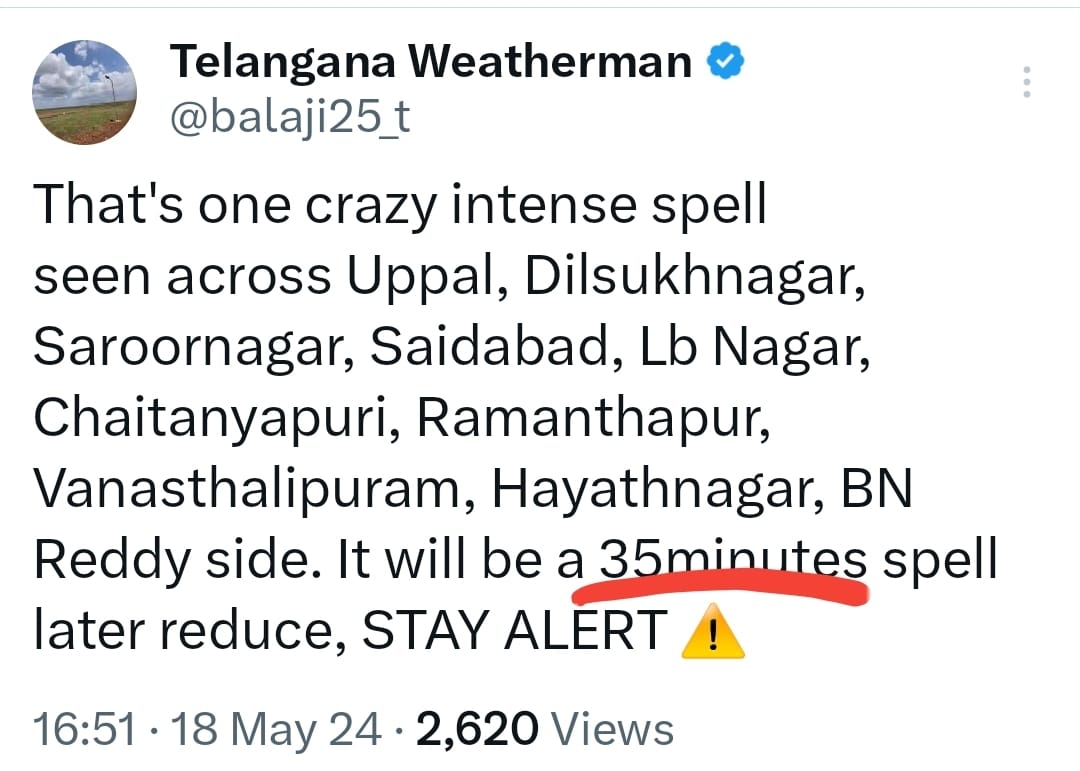 Telangana Weatherman
@balaji25_t
That's one crazy intense spell
seen across Uppal, Dilsukhnagar,
Saroornagar, Saidabad, Lb Nagar,
Chaitanyapuri, Ramanthapur,
Vanasthalipuram, Hayathnagar, BN
Reddy side. It will be a 35minutes spell
later reduce, STAY ALERT ⚠️
16:51 · 18 May 24 · 2,620 Views